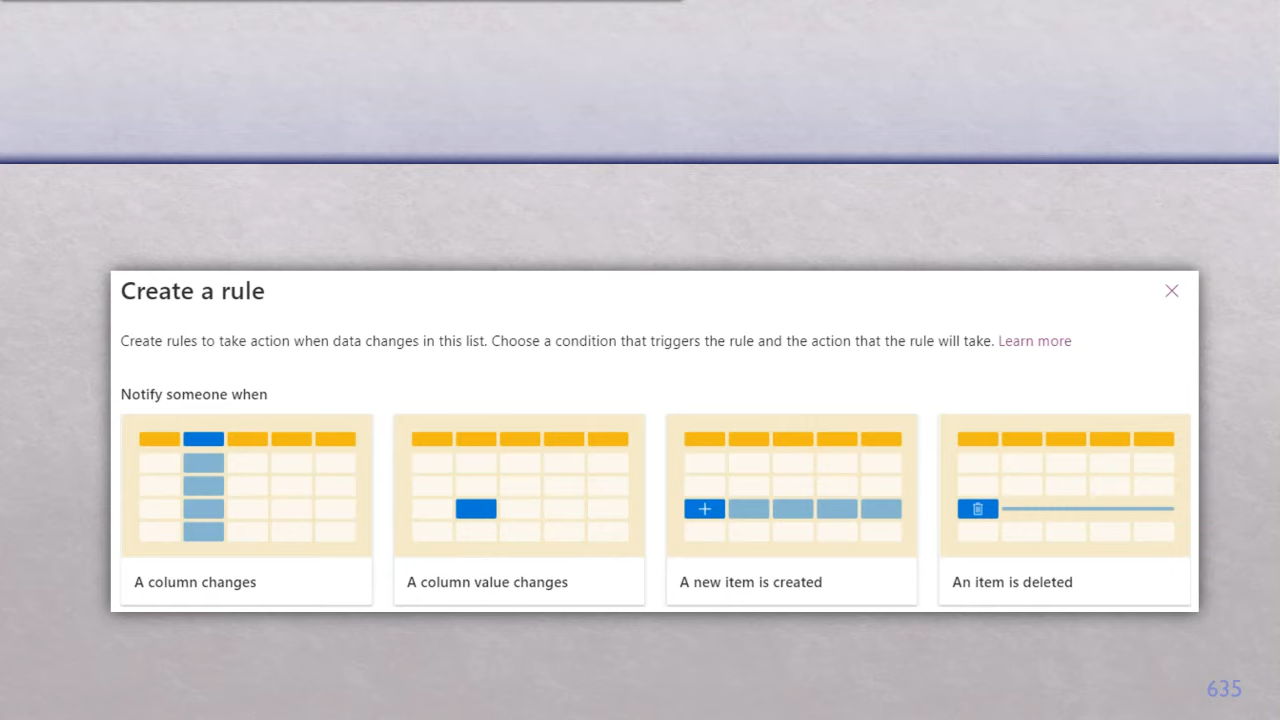 Create a rule
Create rules to take action when data changes in this list. Choose a condition that triggers the rule and the action that the rule will take. Learn more
Notify someone when
A column changes
A column value changes
A new item is created
An item is deleted
635